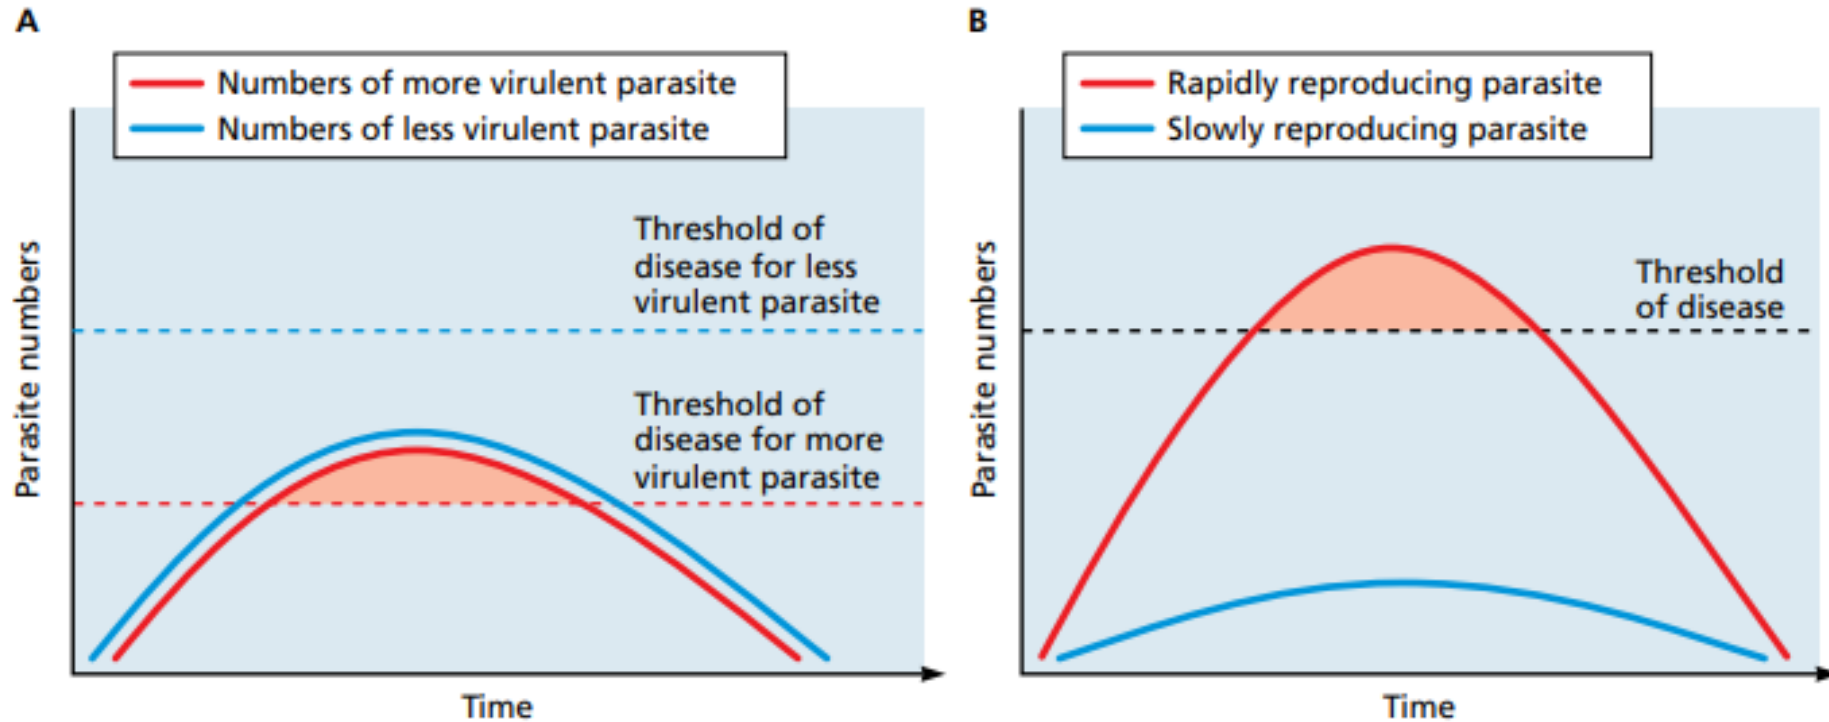 A
Numbers of more virulent parasite
Numbers of less virulent parasite
Threshold of
disease for less
virulent parasite
Threshold of
disease for more
virulent parasite
Parasite numbers
Time
B
Rapidly reproducing parasite
Slowly reproducing parasite
Threshold
of disease
Parasite numbers
Time